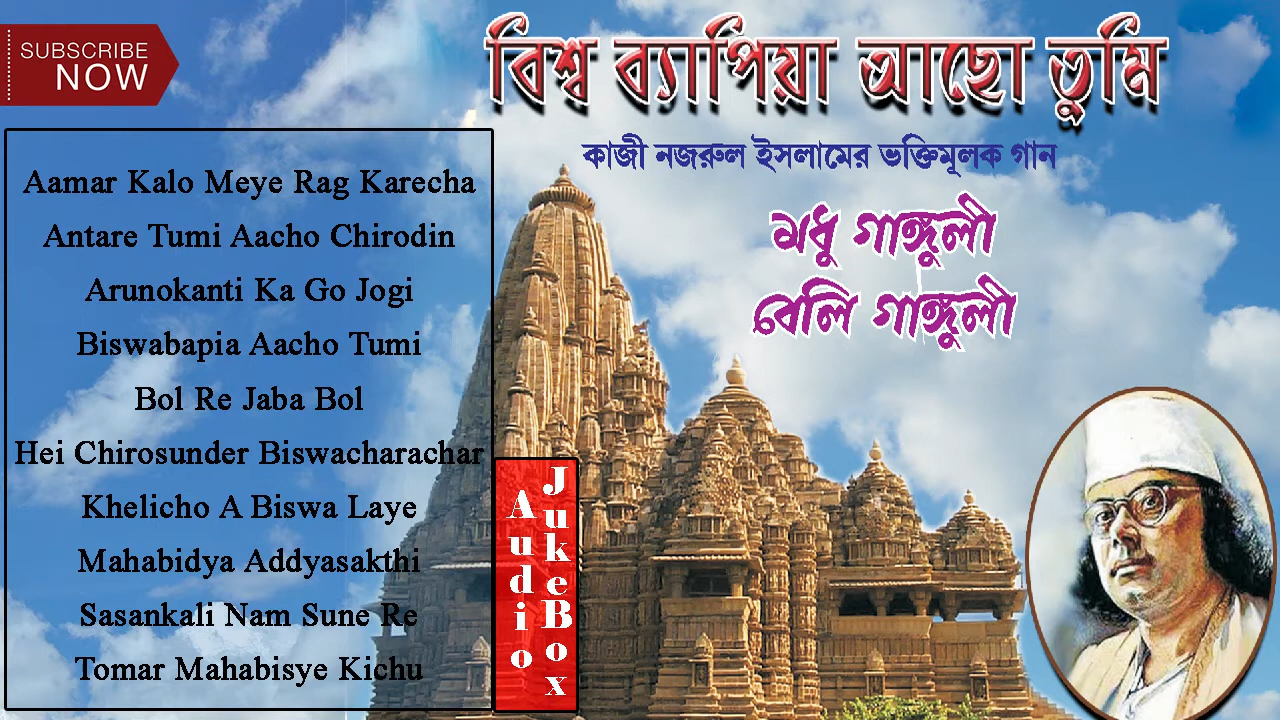 SUBSCRIBE
NOW
বিশ্ব ব্যাপিয়া আছো তুমি
কাজী নজরুল ইসলামের ভক্তিমূলক গান
মধু গাঙ্গুলী
বেলি গাঙ্গুলী
Aamar Kalo Meye Rag Karecha
Antare Tumi Aacho Chirodin
Arunokanti Ka Go Jogi
Biswabapia Aacho Tumi
Bol Re Jaba Bol
Hei Chirosunder Biswacharachar
Khelicho A Biswa Laye
Mahabidya Addyasakthi
Sasankali Nam Sune Re
Tomar Mahabisye Kichu
Audio
JukeBox